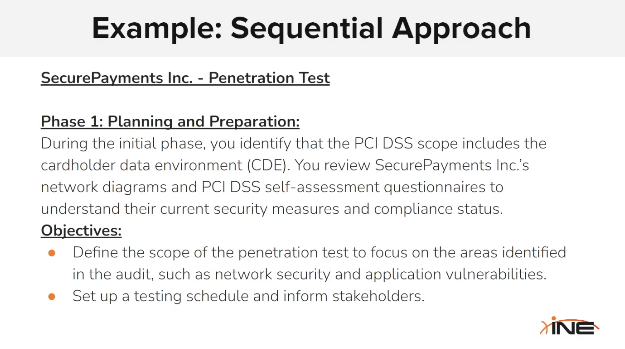 Example: Sequential Approach
SecurePayments Inc. - Penetration Test
Phase 1: Planning and Preparation:
During the initial phase, you identify that the PCI DSS scope includes the
cardholder data environment (CDE). You review SecurePayments Inc.'s
network diagrams and PCI DSS self-assessment questionnaires to
understand their current security measures and compliance status.
Objectives:
● Define the scope of the penetration test to focus on the areas identified
in the audit, such as network security and application vulnerabilities.
● Set up a testing schedule and inform stakeholders.
INE